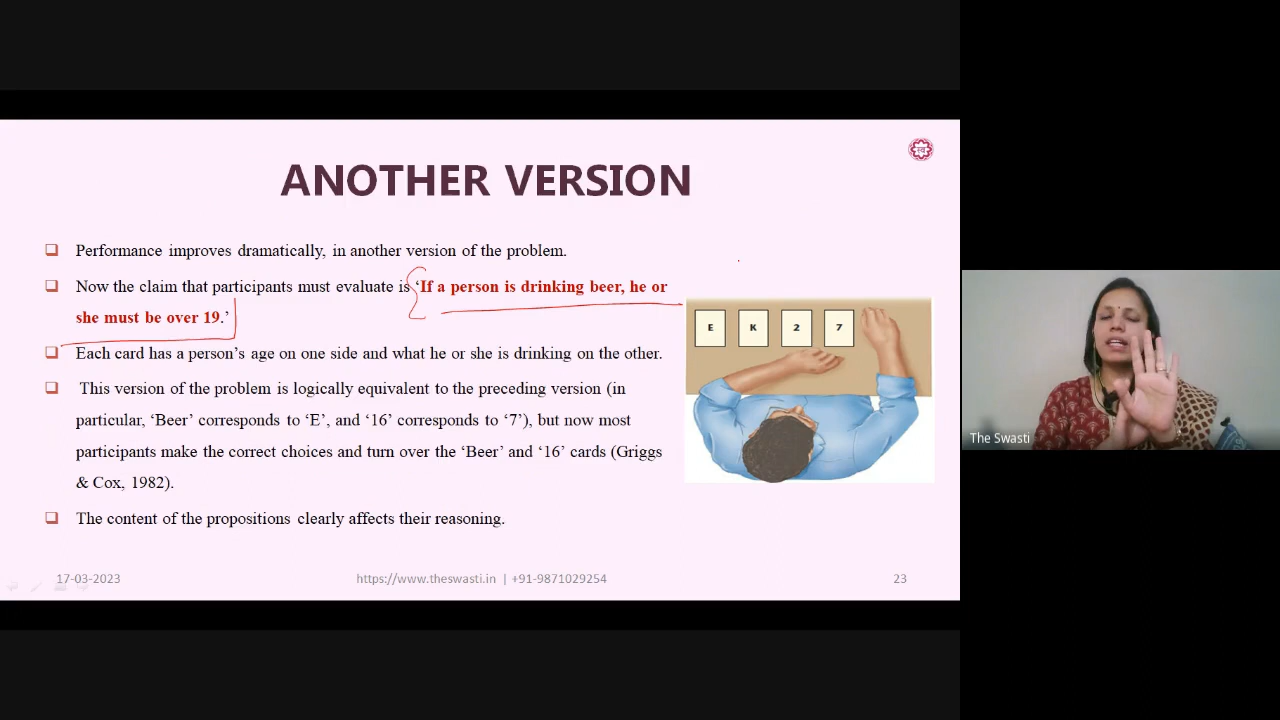 ANOTHER VERSION
❑ Performance improves dramatically, in another version of the problem.
❑ Now the claim that participants must evaluate is ‘If a person is drinking beer, he or
she must be over 19.’
❑ Each card has a person’s age on one side and what he or she is drinking on the other.
❑ This version of the problem is logically equivalent to the preceding version (in
particular, ‘Beer’ corresponds to ‘E’, and ‘16’ corresponds to ‘7’), but now most
participants make the correct choices and turn over the ‘Beer’ and ‘16’ cards (Griggs
& Cox, 1982).
❑ The content of the propositions clearly affects their reasoning.
E K 2 7
17-03-2023 https://www.theswasti.in | +91-9871029254 23
The Swasti